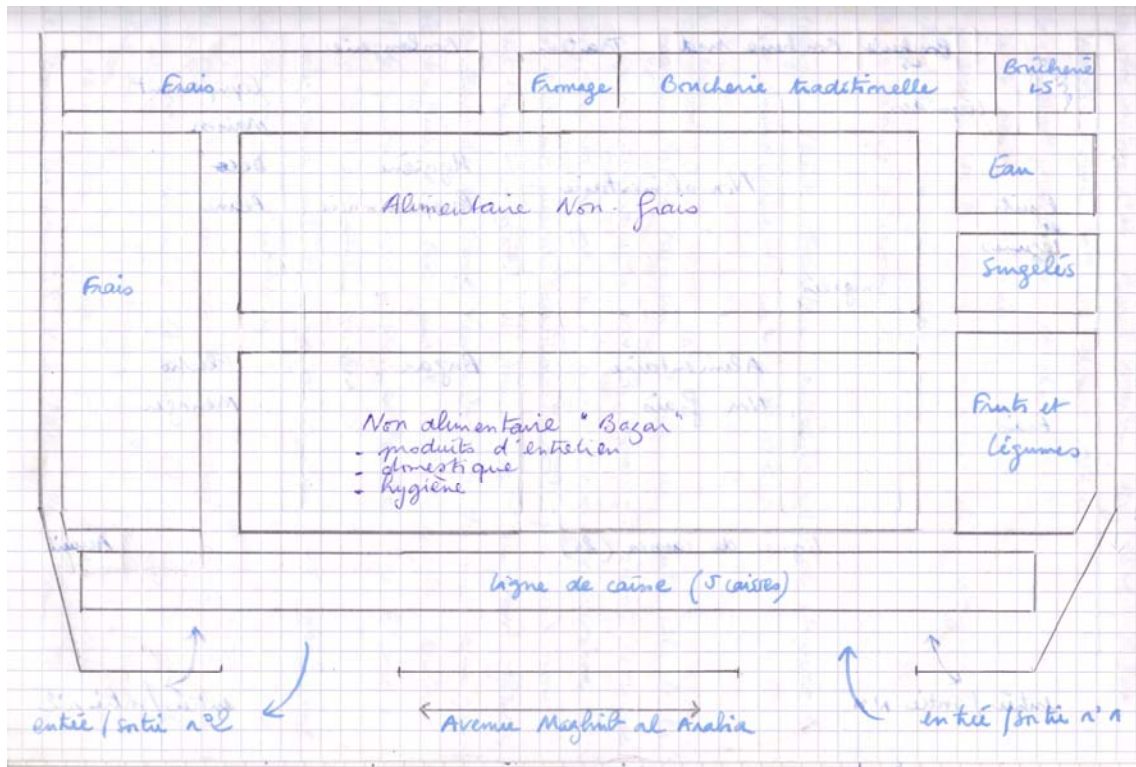 Frais
Fromage
Boucherie traditionelle
Boucherie
LS
Alimentaire Non-frais
Eau
Surgelés
Frais
Fruits et
légumes
Non alimentaire "Bazar"
- produits d'entretien
- domestique
- hygiène
ligne de caisse (5 caisses)
entrée / sortie n°2
Avenue Maghrib al Arabia
entrée / sortie n°1